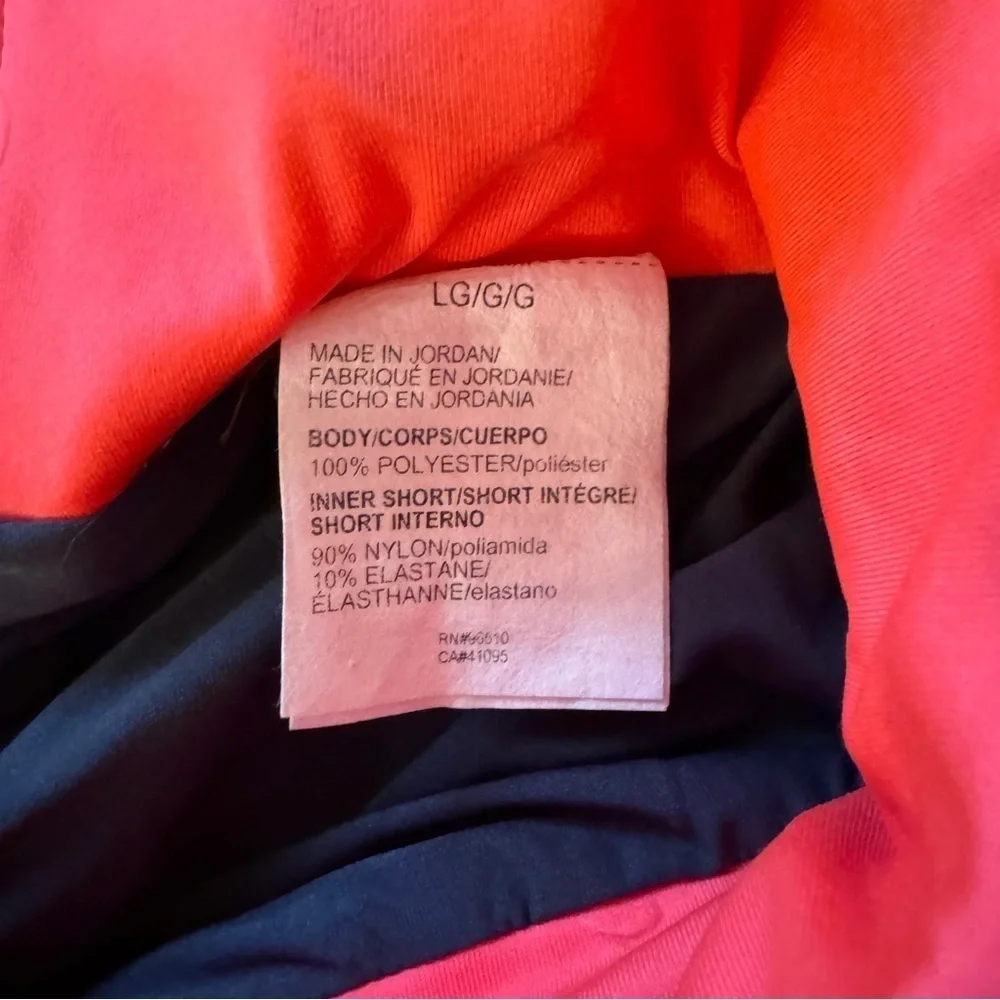 LG/G/G
MADE IN JORDAN/
FABRIQUÉ EN JORDANIE/
HECHO EN JORDANIA
BODY/CORPS/CUERPO
100% POLYESTER/poliéster
INNER SHORT/SHORT INTÉGRÉ/
SHORT INTERNO
90% NYLON/poliamida
10% ELASTANE/
ÉLASTHANNE/elastano
CA#41095